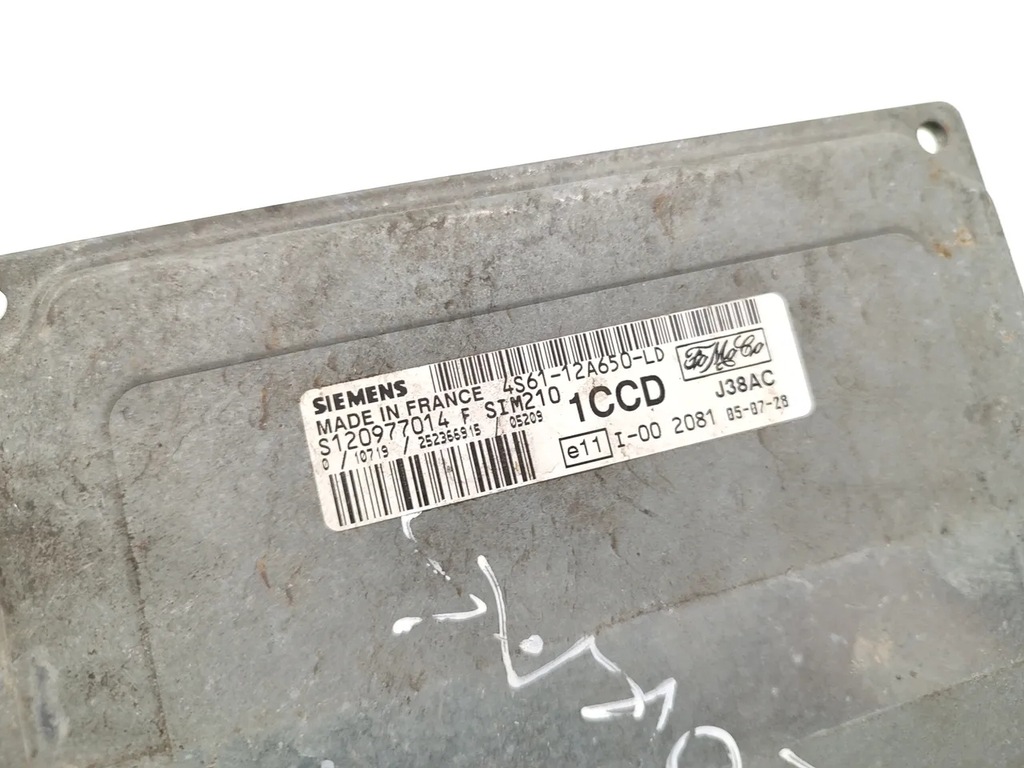 SIEMENS
MADE IN FRANCE 4S61-12A650-LD
S120977014 F SIM210 1CCD
0 / 10719 / 252366915 / 05209
FoMoCo
J38AC
e11 I-00 2081 05-07-28